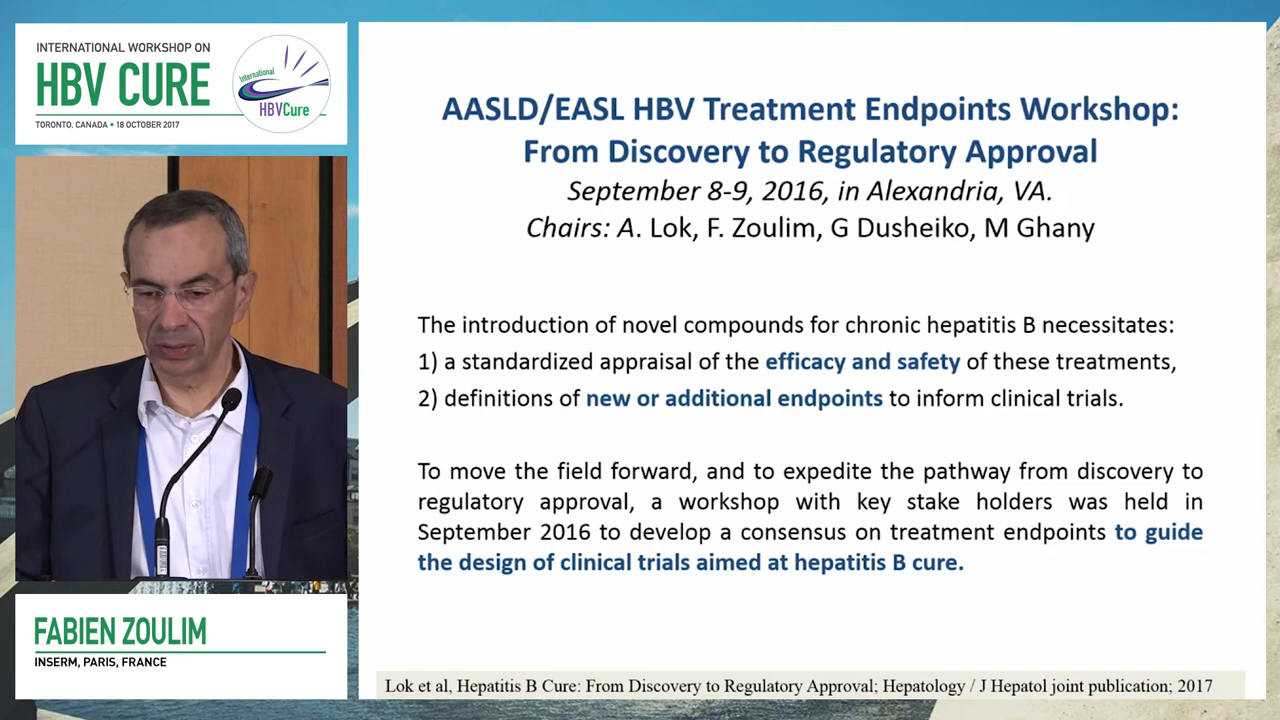 INTERNATIONAL WORKSHOP ON
HBV CURE
TORONTO, CANADA • 18 OCTOBER 2017
International
HBVCure
FABIEN ZOULIM
INSERM, PARIS, FRANCE
AASLD/EASL HBV Treatment Endpoints Workshop:
From Discovery to Regulatory Approval
September 8-9, 2016, in Alexandria, VA.
Chairs: A. Lok, F. Zoulim, G Dusheiko, M Ghany
The introduction of novel compounds for chronic hepatitis B necessitates:
1) a standardized appraisal of the efficacy and safety of these treatments,
2) definitions of new or additional endpoints to inform clinical trials.
To move the field forward, and to expedite the pathway from discovery to
regulatory approval, a workshop with key stake holders was held in
September 2016 to develop a consensus on treatment endpoints to guide
the design of clinical trials aimed at hepatitis B cure.
Lok et al, Hepatitis B Cure: From Discovery to Regulatory Approval; Hepatology / J Hepatol joint publication; 2017